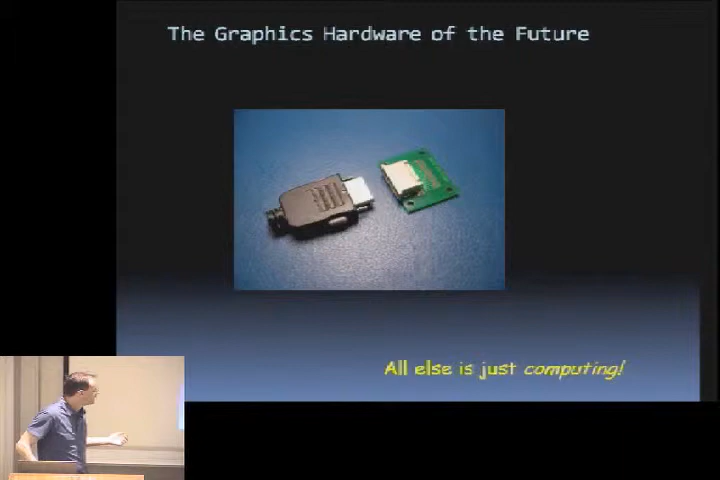 The Graphics Hardware of the Future
All else is just computing!